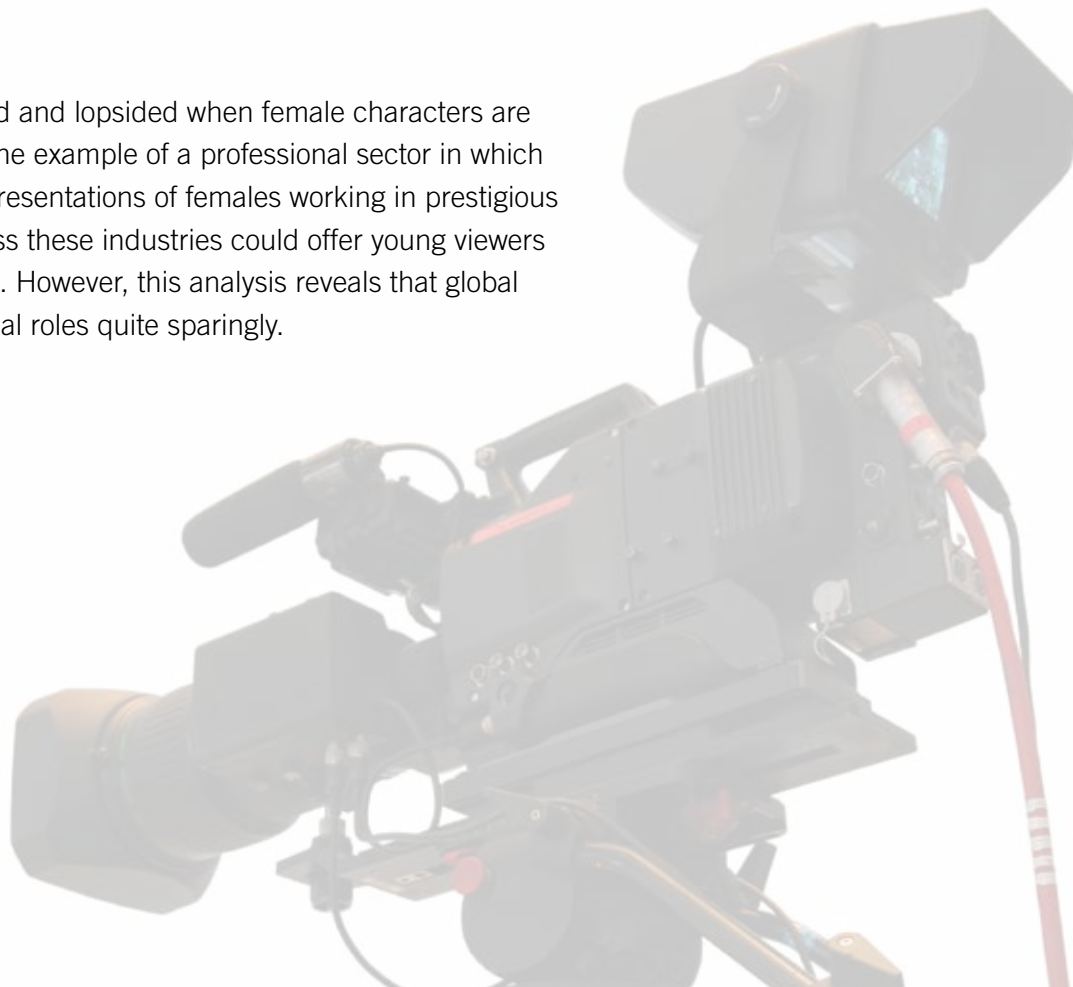 d and lopsided when female characters are
he example of a professional sector in which
resentations of females working in prestigious
ss these industries could offer young viewers
. However, this analysis reveals that global
al roles quite sparingly.